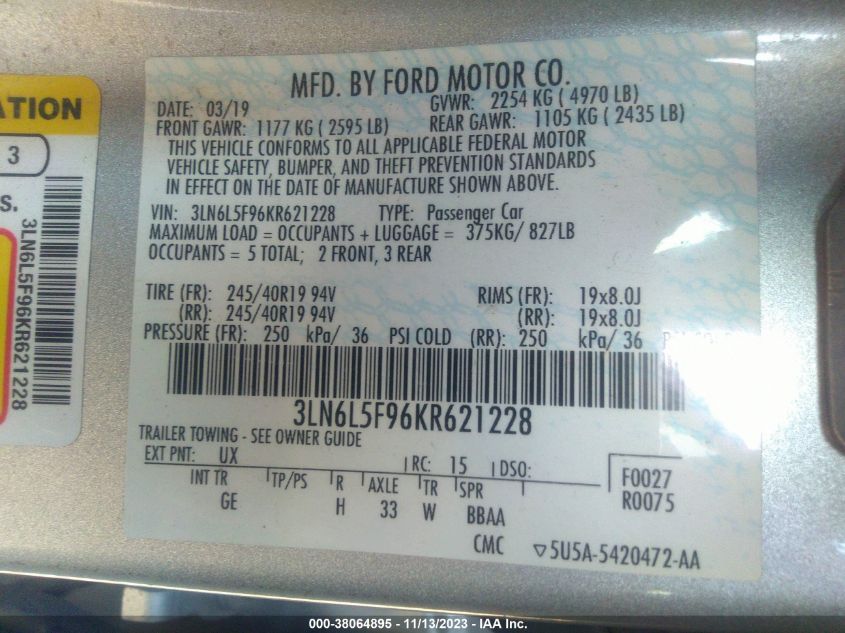 ATION
3
s.
3LN6L5F96KR621228
MFD. BY FORD MOTOR CO.
DATE: 03/19 GVWR: 2254 KG ( 4970 LB)
FRONT GAWR: 1177 KG ( 2595 LB) REAR GAWR: 1105 KG ( 2435 LB)
THIS VEHICLE CONFORMS TO ALL APPLICABLE FEDERAL MOTOR
VEHICLE SAFETY, BUMPER, AND THEFT PREVENTION STANDARDS
IN EFFECT ON THE DATE OF MANUFACTURE SHOWN ABOVE.
VIN: 3LN6L5F96KR621228 TYPE: Passenger Car
MAXIMUM LOAD = OCCUPANTS + LUGGAGE = 375KG/ 827LB
OCCUPANTS = 5 TOTAL; 2 FRONT, 3 REAR
TIRE (FR): 245/40R19 94V RIMS (FR): 19x8.0J
(RR): 245/40R19 94V (RR): 19x8.0J
PRESSURE (FR): 250 kPa/ 36 PSI COLD (RR): 250 kPa/ 36
3LN6L5F96KR621228
TRAILER TOWING - SEE OWNER GUIDE
EXT PNT: UX RC: 15 DSO:
INT TR TP/PS R AXLE TR SPR
GE H 33 W BBAA
F0027
R0075
CMC ▽5U5A-5420472-AA
000-38064895 - 11/13/2023 - IAA Inc.